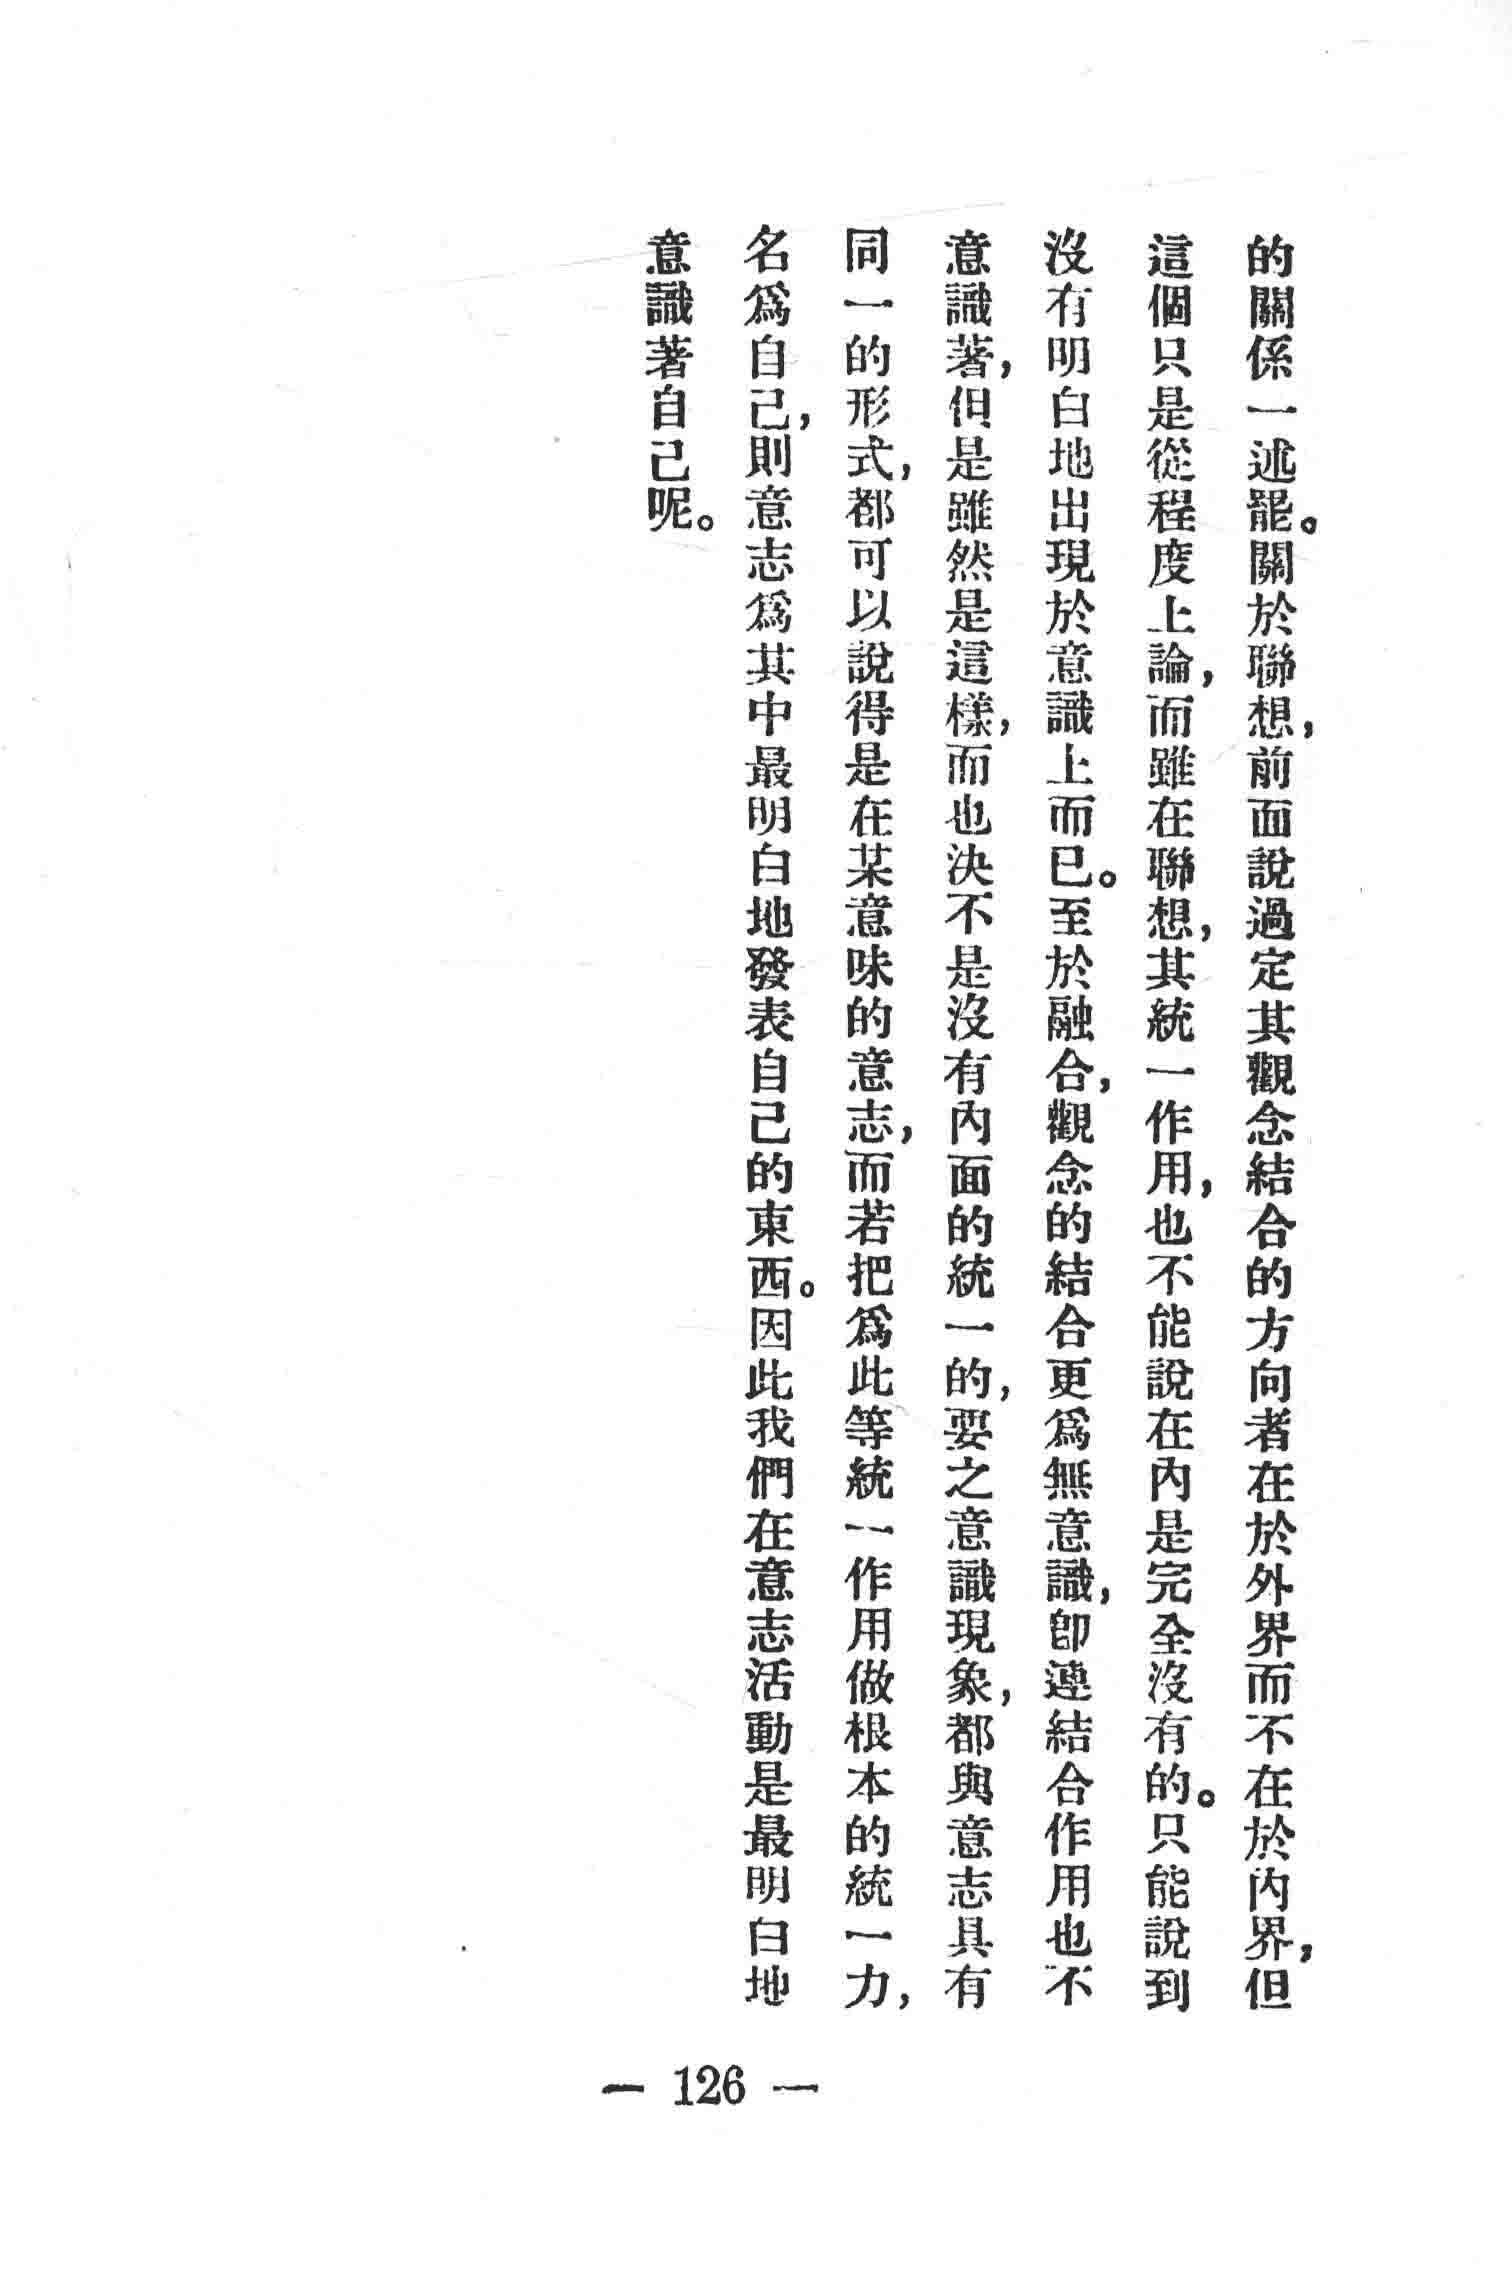 的關係一述罷。關於聯想，前面說過定其觀念結合的方向者在於外界而不在於內界，但
這個只是從程度上論，而雖在聯想，其統一作用，也不能說在內是完全沒有的。只能說到
沒有明白地出現於意識上而已。至於融合，觀念的結合更爲無意識，卽連結合作用也不
意識著，但是雖然是這樣，而也決不是沒有內面的統一的，要之意識現象，都與意志具有
同一的形式，都可以說得是在某意味的意志，而若把爲此等統一作用做根本的統一力，
名爲自己，則意志爲其中最明白地發表自己的東西。因此我們在意志活動是最明白地
意識著自己呢。
— 126 —